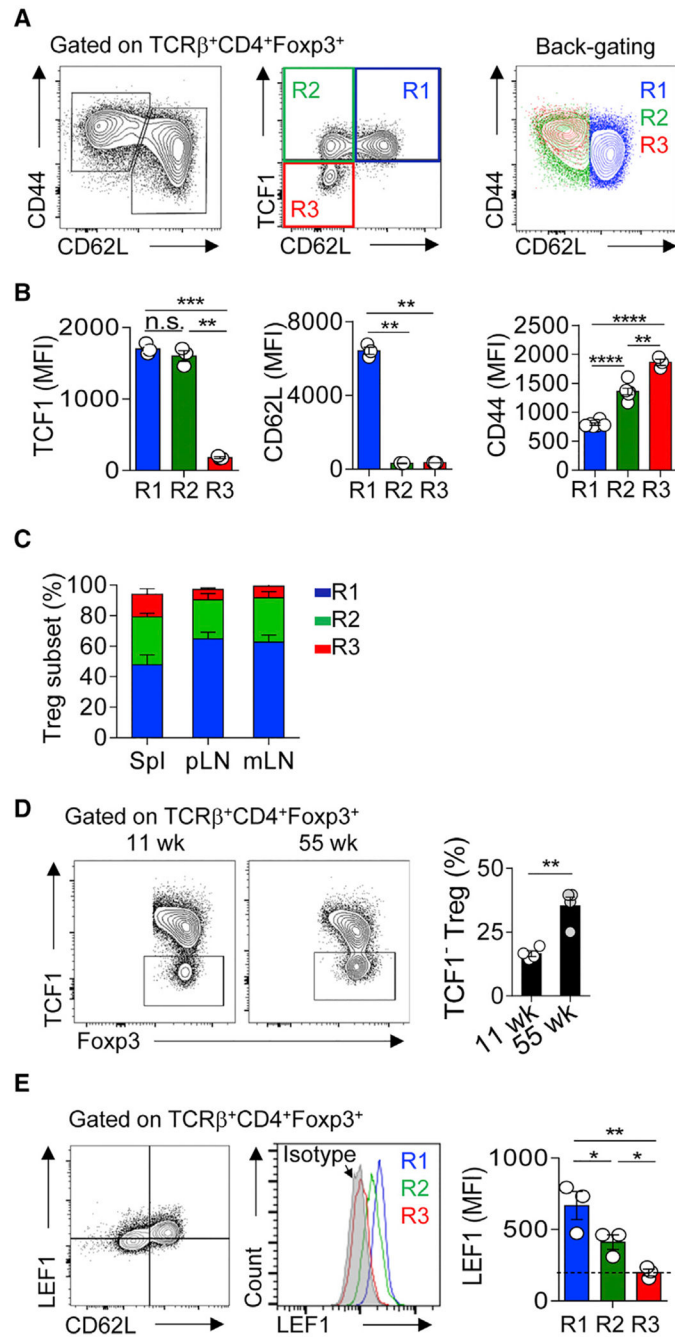 A
Gated on TCRβ⁺CD4⁺Foxp3⁺
Back-gating
R2
R1
R3
R1
R2
R3
CD44
CD62L
TCF1
CD62L
CD44
CD62L
B
TCF1 (MFI)
2000
1000
0
***
n.s.
**
R1 R2 R3
CD62L (MFI)
8000
4000
0
**
**
R1 R2 R3
CD44 (MFI)
2500
2000
1500
1000
500
0
****
**
****
R1 R2 R3
C
Treg subset (%)
100
80
60
40
20
0
R1
R2
R3
Spl pLN mLN
D
Gated on TCRβ⁺CD4⁺Foxp3⁺
11 wk
55 wk
TCF1
Foxp3
TCF1⁻ Treg (%)
50
25
0
**
11 wk
55 wk
E
Gated on TCRβ⁺CD4⁺Foxp3⁺
LEF1
CD62L
Isotype
R1
R2
R3
Count
LEF1
LEF1 (MFI)
1000
500
0
**
*
*
R1 R2 R3